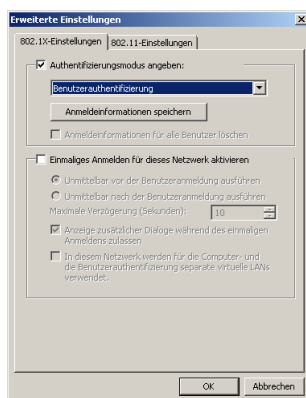 Erweiterte Einstellungen
802.1X-Einstellungen 802.11-Einstellungen
Authentifizierungsmodus angeben:
Benutzerauthentifizierung
Anmeldeinformationen speichern
Anmeldeinformationen für alle Benutzer löschen
Einmaliges Anmelden für dieses Netzwerk aktivieren
Unmittelbar vor der Benutzeranmeldung ausführen
Unmittelbar nach der Benutzeranmeldung ausführen
Maximale Verzögerung (Sekunden): 10
Anzeige zusätzlicher Dialoge während des einmaligen
Anmeldens zulassen
In diesem Netzwerk werden für die Computer- und
die Benutzerauthentifizierung separate virtuelle LANs
verwendet.
OK Abbrechen